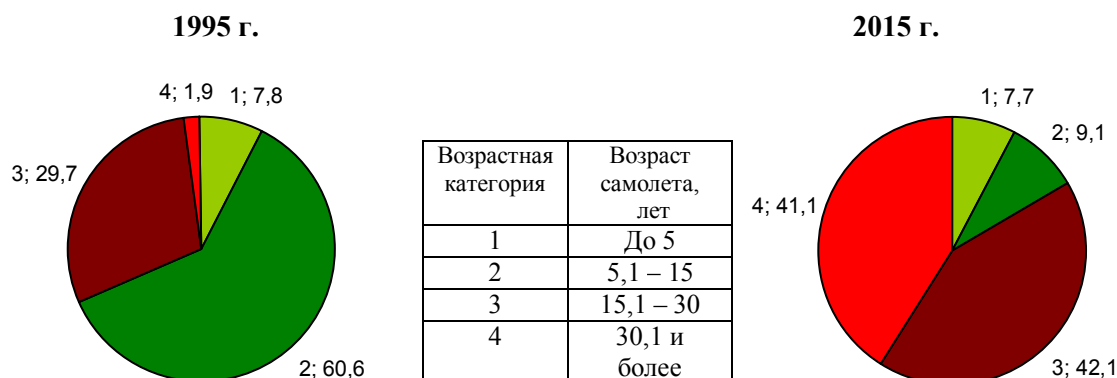 1995 г.
2015 г.
4; 1,9
1; 7,8
3; 29,7
2; 60,6
Возрастная категория
Возраст самолета, лет
1
До 5
2
5,1 – 15
3
15,1 – 30
4
30,1 и более
1; 7,7
2; 9,1
4; 41,1
3; 42,1